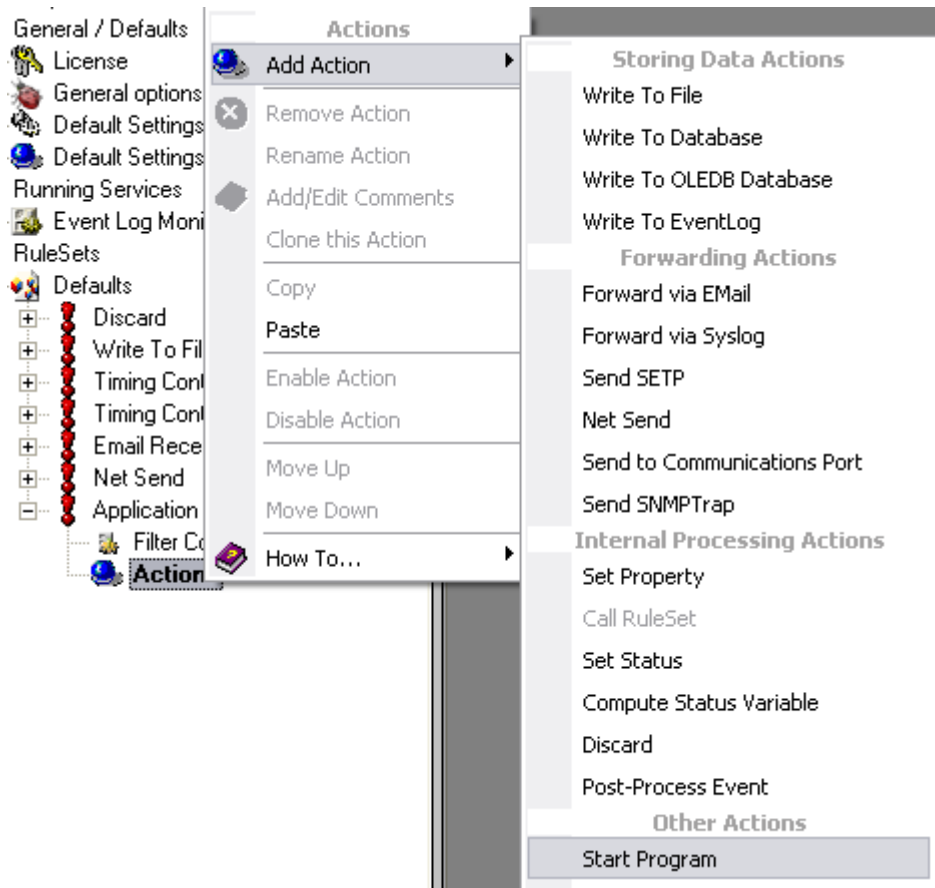 General / Defaults
License
General options
Default Settings
Default Settings
Running Services
Event Log Moni
RuleSets
Defaults
Discard
Write To Fil
Timing Cont
Timing Cont
Email Rece
Net Send
Application
Filter Co
Action
Actions
Add Action
Remove Action
Rename Action
Add/Edit Comments
Clone this Action
Copy
Paste
Enable Action
Disable Action
Move Up
Move Down
How To...
Storing Data Actions
Write To File
Write To Database
Write To OLEDB Database
Write To EventLog
Forwarding Actions
Forward via EMail
Forward via Syslog
Send SETP
Net Send
Send to Communications Port
Send SNMPTrap
Internal Processing Actions
Set Property
Call RuleSet
Set Status
Compute Status Variable
Discard
Post-Process Event
Other Actions
Start Program